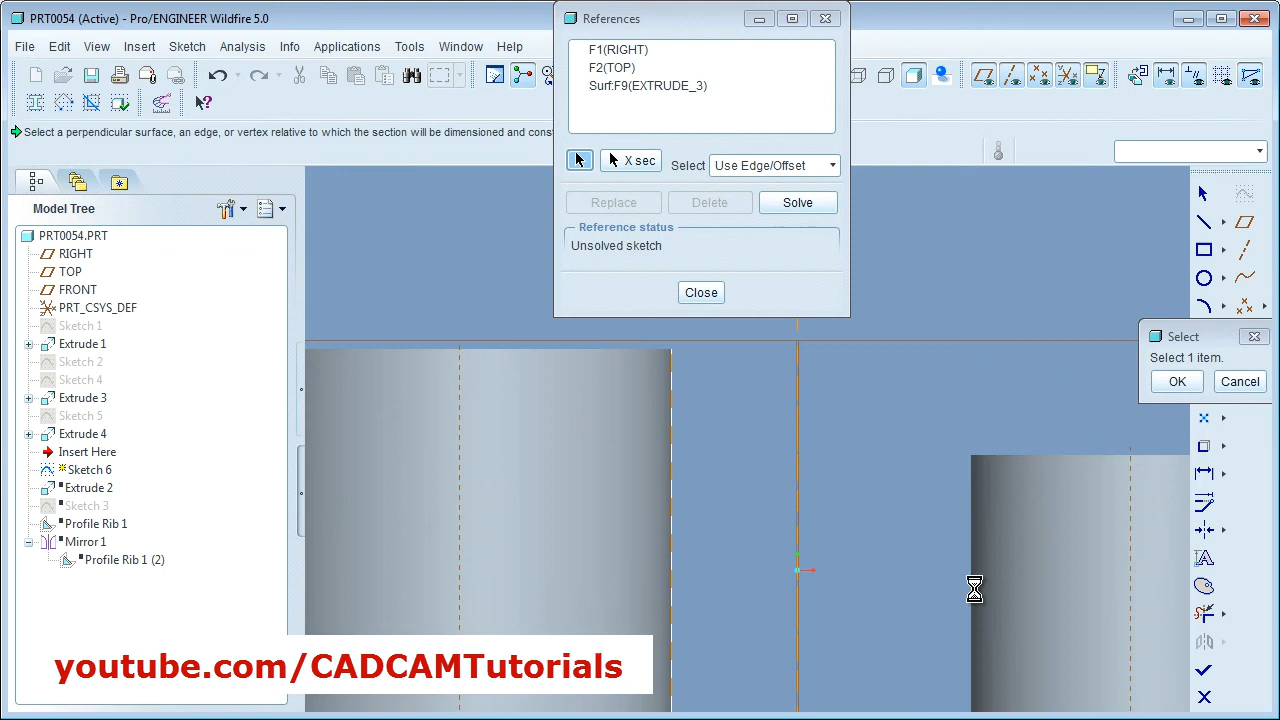 PRT0054 (Active) - Pro/ENGINEER Wildfire 5.0
File Edit View Insert Sketch Analysis Info Applications Tools Window Help
Select a perpendicular surface, an edge, or vertex relative to which the section will be dimensioned and cons
References
F1(RIGHT)
F2(TOP)
Surf:F9(EXTRUDE_3)
X sec
Select Use Edge/Offset
Replace Delete Solve
Reference status
Unsolved sketch
Close
Model Tree
PRT0054.PRT
RIGHT
TOP
FRONT
PRT_CSYS_DEF
Sketch 1
Extrude 1
Sketch 2
Sketch 4
Extrude 3
Sketch 5
Extrude 4
Insert Here
Sketch 6
Extrude 2
Sketch 3
Profile Rib 1
Mirror 1
Profile Rib 1 (2)
Select
Select 1 item.
OK Cancel
youtube.com/CADCAMTutorials